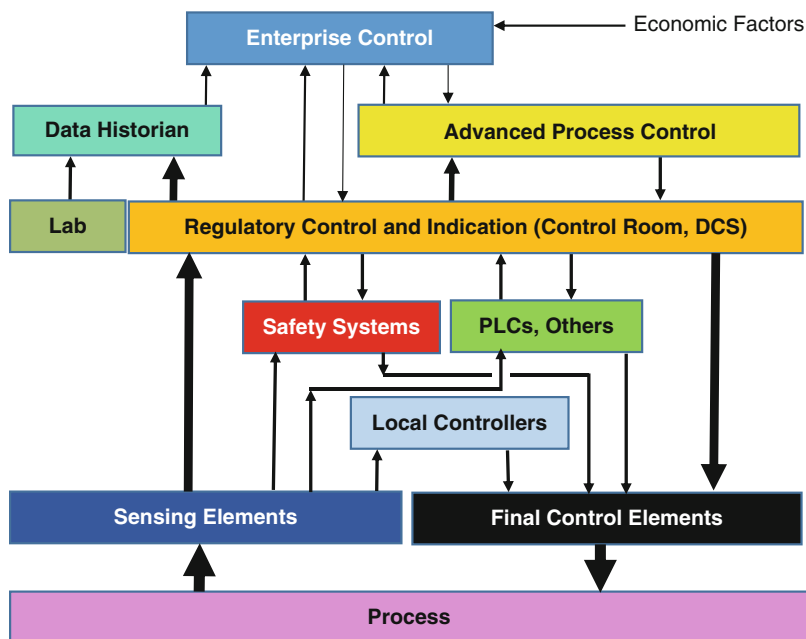 Economic Factors
Enterprise Control
Data Historian
Advanced Process Control
Lab
Regulatory Control and Indication (Control Room, DCS)
Safety Systems
PLCs, Others
Local Controllers
Sensing Elements
Final Control Elements
Process